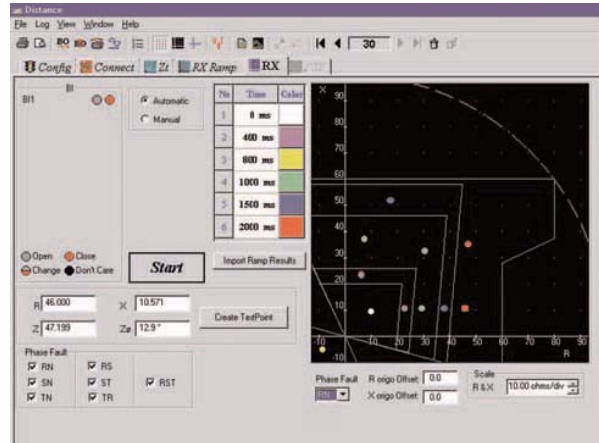 Distance
File Log View Window Help
30
Config Connect Zt RX Ramp RX
BI
BI1
Automatic
Manual
No Time Color
1 0 ms
2 400 ms
3 800 ms
4 1000 ms
5 1500 ms
6 2000 ms
Open Close
Change Don't Care
Start
Import Ramp Results
R 46.000 X 10.571
Z 47.199 Zø 12.9°
Create TestPoint
Phase Fault
RN RS
SN ST RST
TN TR
X
90
80
70
60
50
40
30
20
10
-10
-10 0 10 20 30 40 50 60 70 80 90
R
Phase Fault R origo Offset: 0.0
RN X origo Offset: 0.0
Scale
R & X 10.00 ohms/div